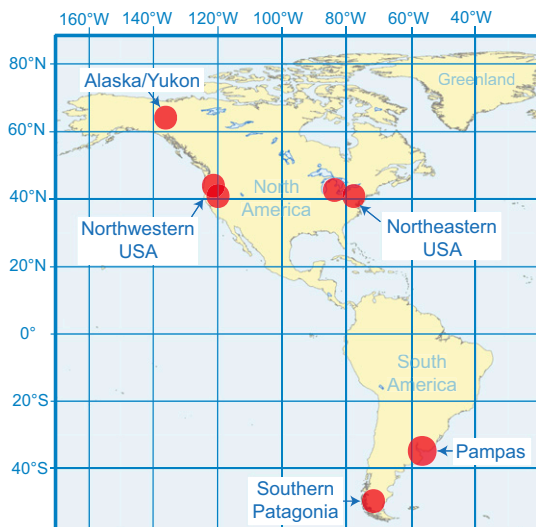 160°W 140°W 120°W 100°W 80°W 60°W 40°W
80°N
Greenland
Alaska/Yukon
60°N
North
America
40°N
Northwestern
USA
Northeastern
USA
20°N
0°
South
America
20°S
Pampas
40°S
Southern
Patagonia